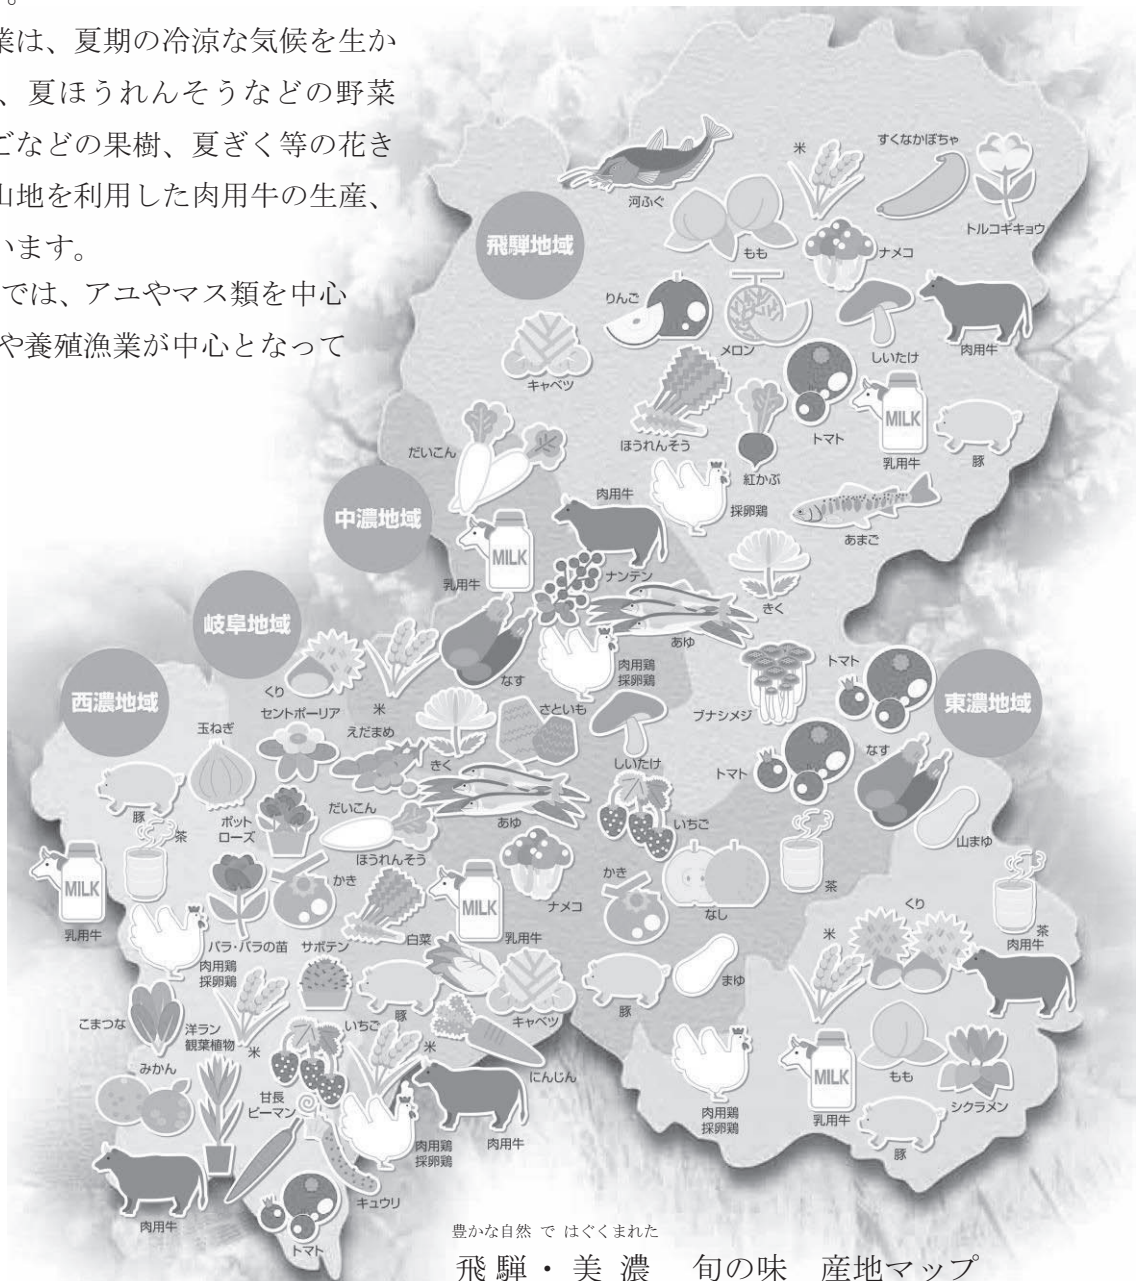 。
業は、夏期の冷涼な気候を生か
、夏ほうれんそうなどの野菜
ごなどの果樹、夏ぎく等の花き
山地を利用した肉用牛の生産、
います。
では、アユやマス類を中心
や養殖漁業が中心となって
飛騨地域
河ふぐ
もも
米
すくなかぼちゃ
トルコギキョウ
ナメコ
りんご
メロン
しいたけ
肉用牛
キャベツ
ほうれんそう
紅かぶ
トマト
MILK
乳用牛
豚
だいこん
肉用牛
採卵鶏
あまご
中濃地域
MILK
乳用牛
ナンテン
きく
あゆ
岐阜地域
くり
米
なす
肉用鶏
採卵鶏
ブナシメジ
トマト
東濃地域
西濃地域
玉ねぎ
セントポーリア
えだまめ
きく
さといも
しいたけ
トマト
なす
豚
ポット
ローズ
だいこん
あゆ
いちご
山まゆ
茶
ほうれんそう
MILK
乳用牛
かき
ナメコ
かき
なし
茶
バラ・バラの苗
サボテン
白菜
MILK
乳用牛
くり
茶
肉用牛
肉用鶏
採卵鶏
豚
キャベツ
豚
まゆ
米
こまつな
洋ラン
観葉植物
米
いちご
米
にんじん
みかん
甘長
ピーマン
肉用鶏
採卵鶏
肉用牛
肉用鶏
採卵鶏
MILK
乳用牛
もも
シクラメン
豚
肉用牛
キュウリ
トマト
豊かな自然 で はぐくまれた
飛騨・美濃 旬の味 産地マップ